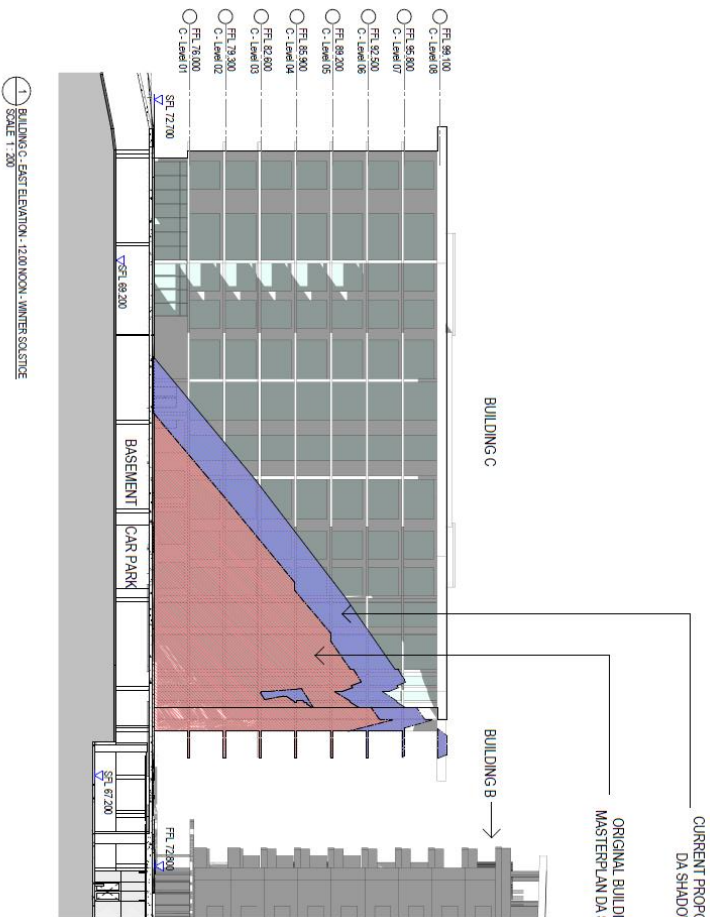 FFL 99.100
C - Level 08
FFL 95.800
C - Level 07
FFL 92.500
C - Level 06
FFL 89.200
C - Level 05
FFL 85.900
C - Level 04
FFL 82.600
C - Level 03
FFL 79.300
C - Level 02
FFL 76.000
C - Level 01
SFL 72.700
SFL 69.200
BUILDING C
BUILDING B
CURRENT PROPO
DA SHADO
ORIGINAL BUILD
MASTERPLAN DA S
BASEMENT CAR PARK
SFL 67.200
FFL 72.800
1
BUILDING C - EAST ELEVATION - 12.00 NOON - WINTER SOLSTICE
SCALE 1 : 200